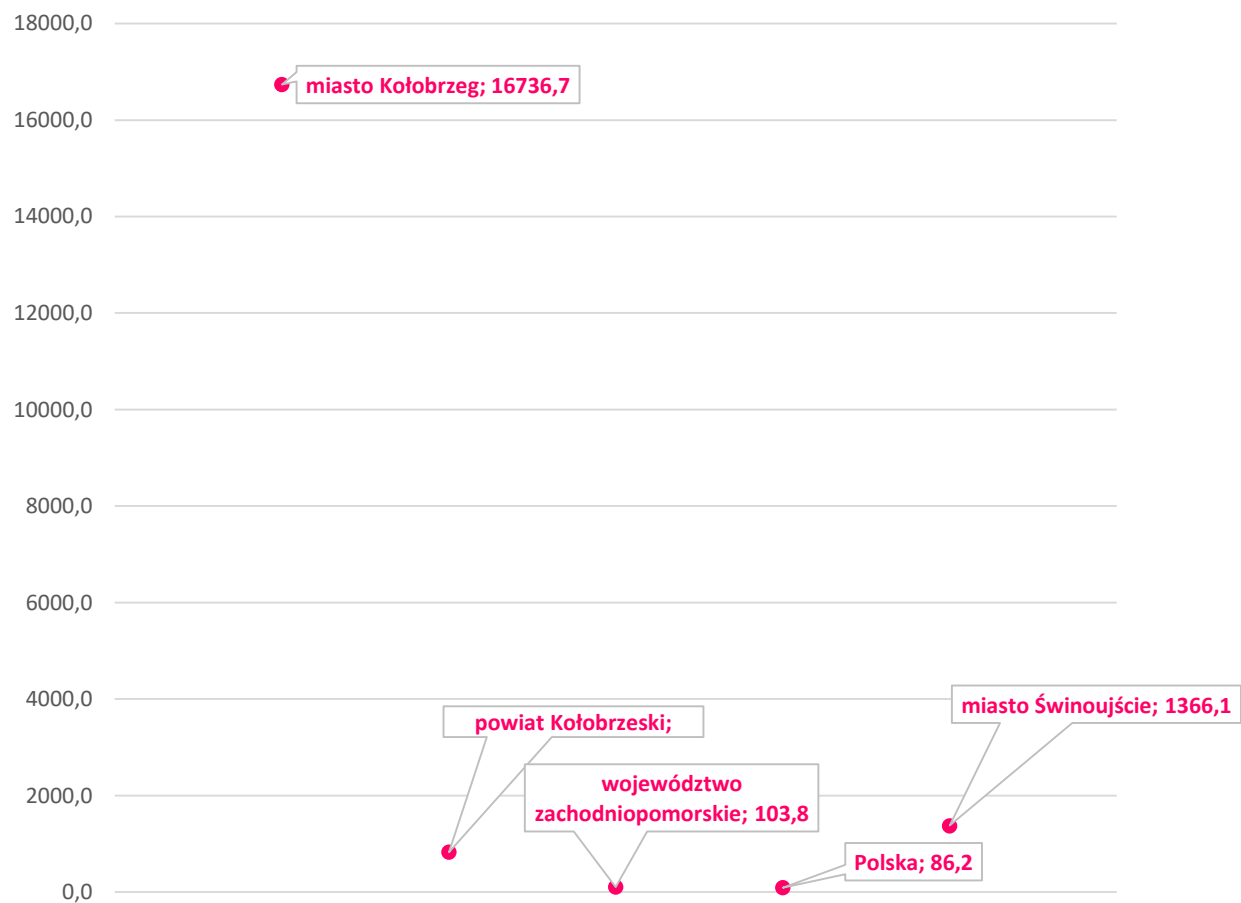 18000,0
16000,0
14000,0
12000,0
10000,0
8000,0
6000,0
4000,0
2000,0
0,0
miasto Kołobrzeg; 16736,7
powiat Kołobrzeski;
województwo
zachodniopomorskie; 103,8
Polska; 86,2
miasto Świnoujście; 1366,1